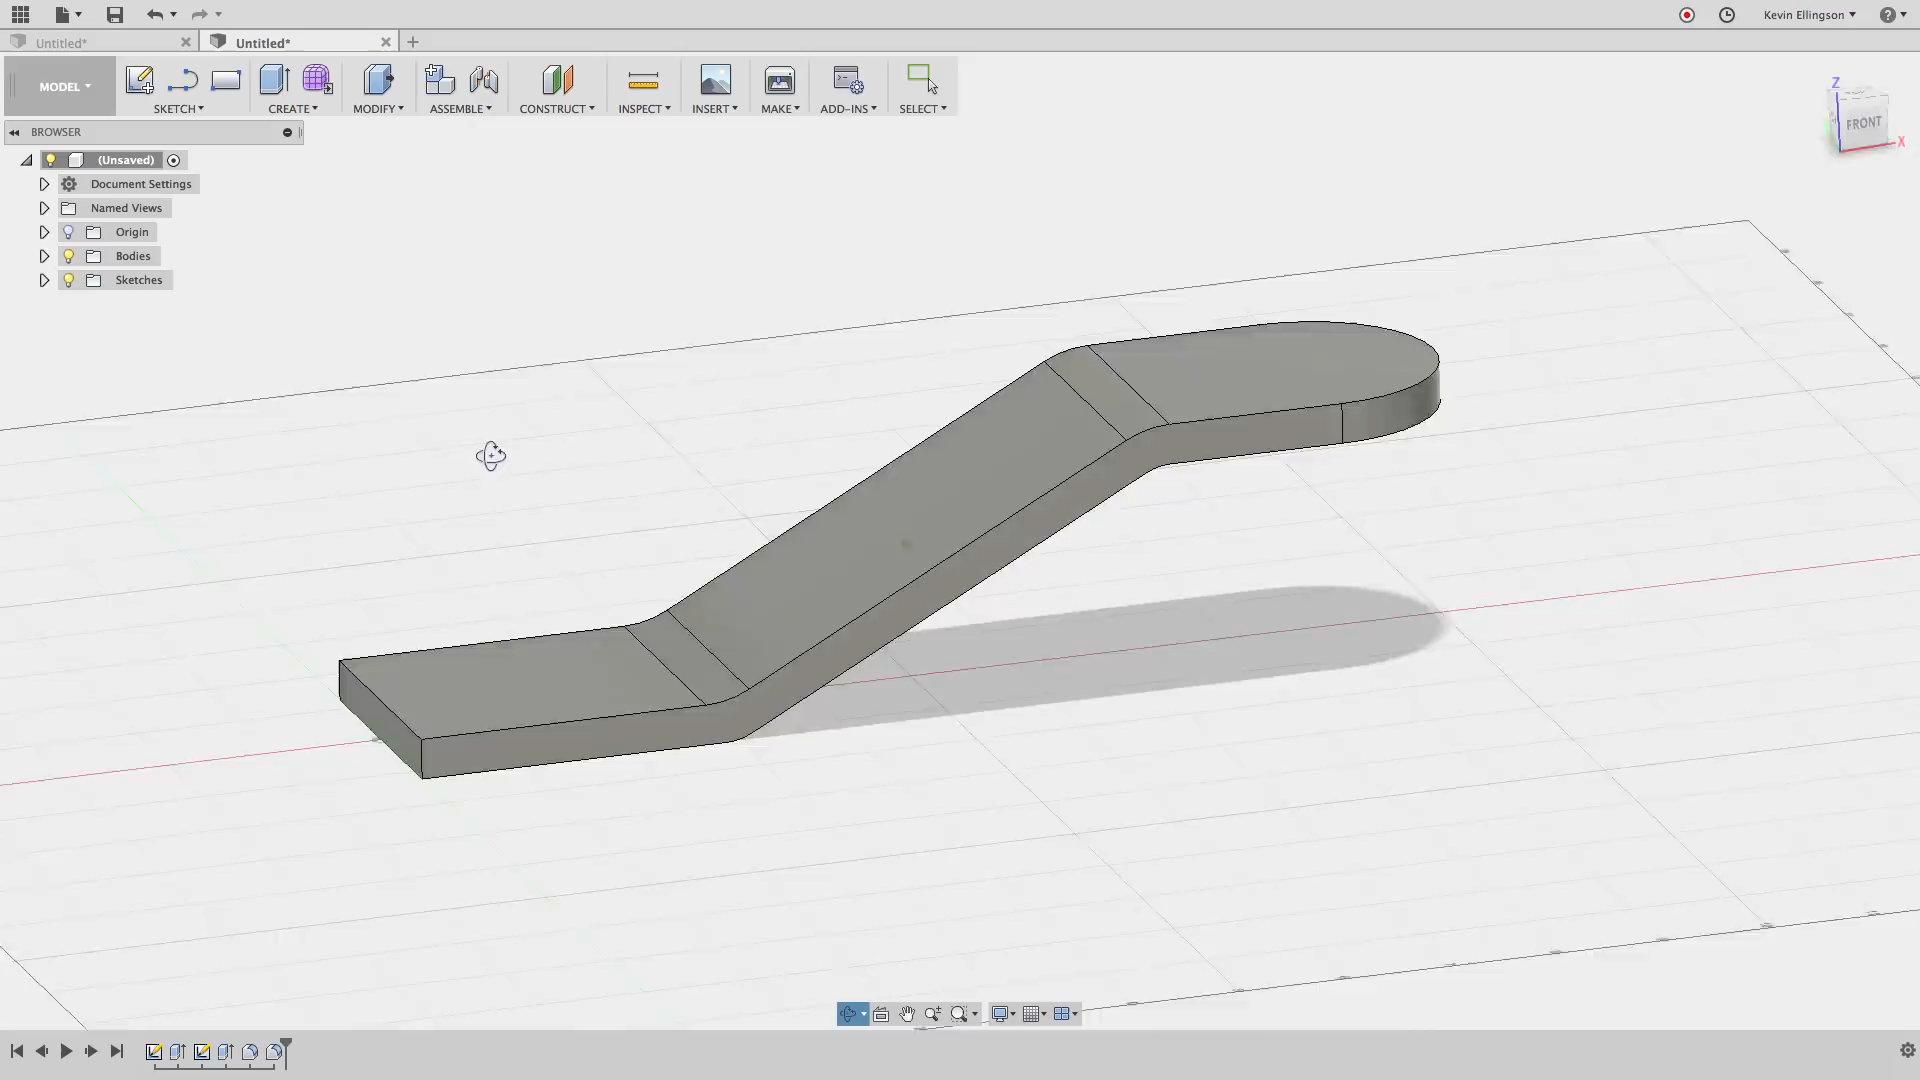 Kevin Ellingson
Untitled*
Untitled*
MODEL
SKETCH
CREATE
MODIFY
ASSEMBLE
CONSTRUCT
INSPECT
INSERT
MAKE
ADD-INS
SELECT
Z
FRONT
X
BROWSER
(Unsaved)
Document Settings
Named Views
Origin
Bodies
Sketches